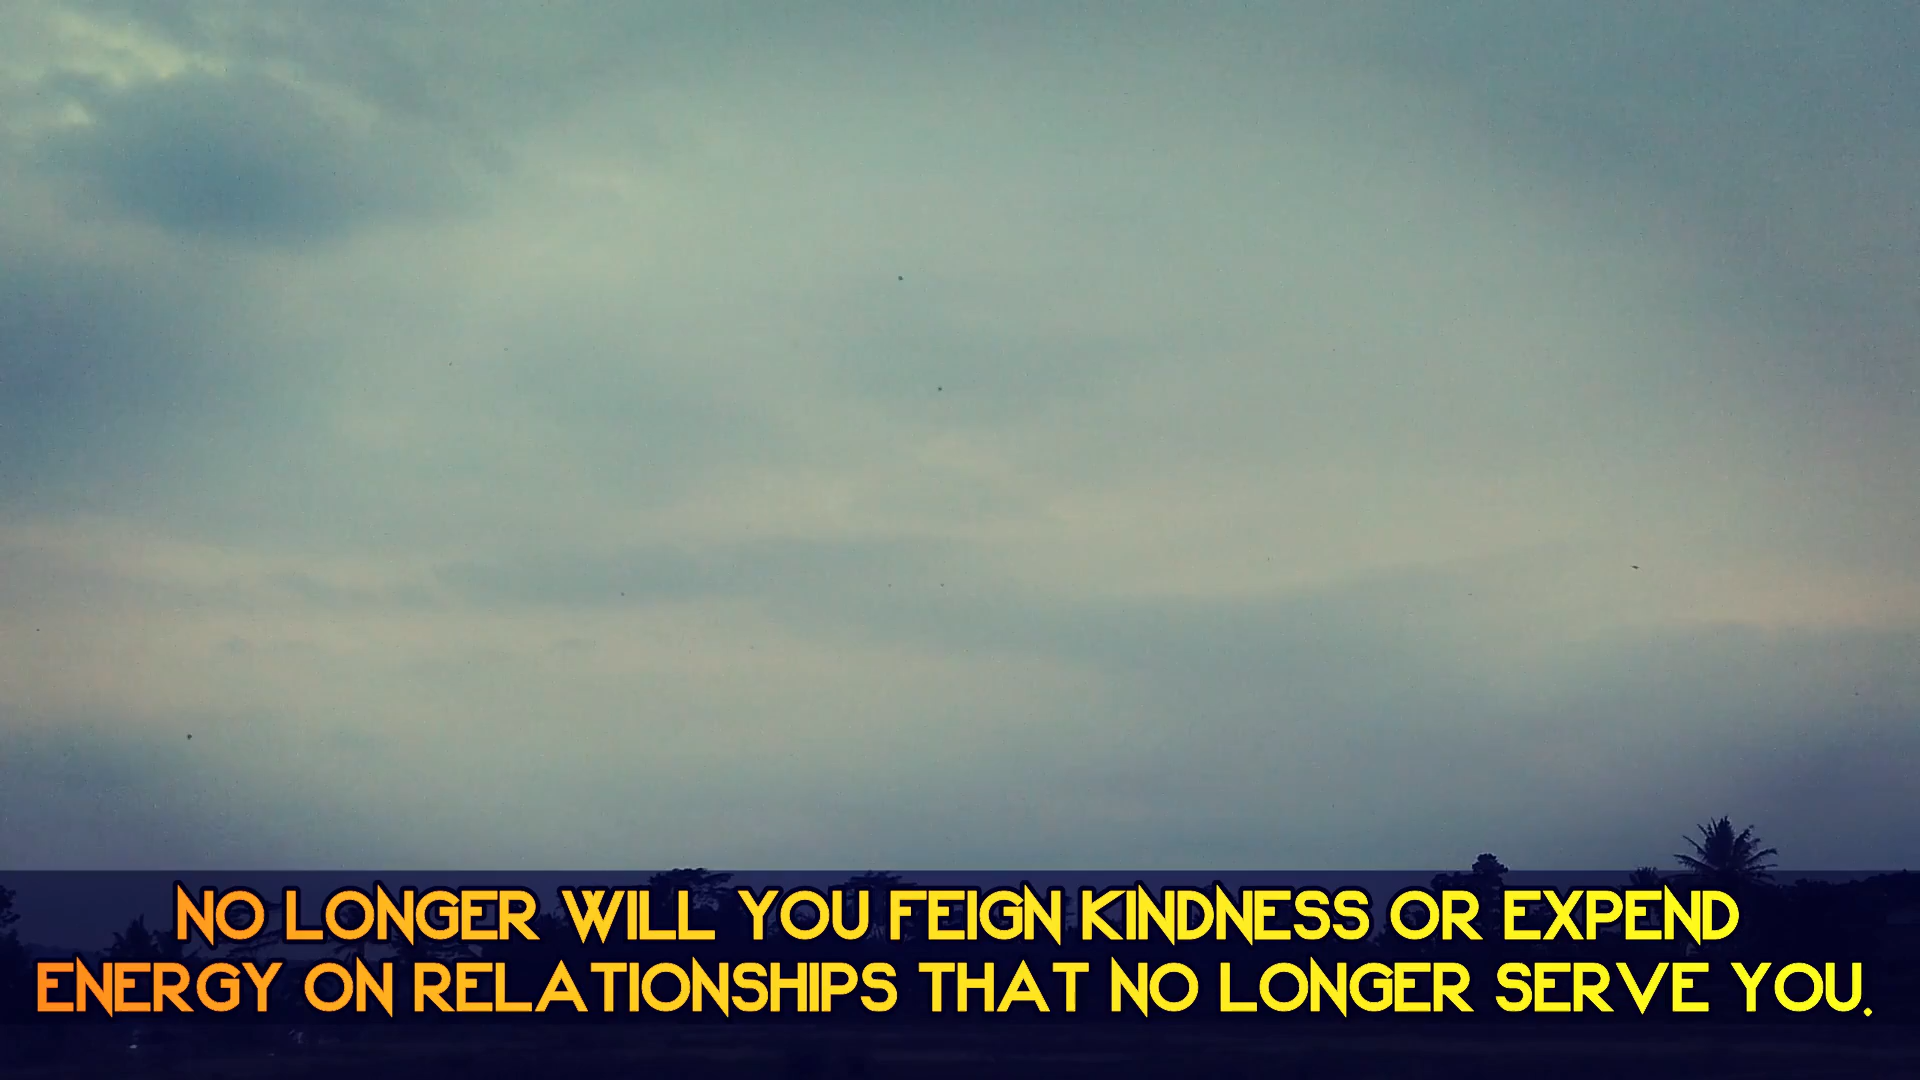 NO LONGER WILL YOU FEIGN KINDNESS OR EXPEND
ENERGY ON RELATIONSHIPS THAT NO LONGER SERVE YOU.